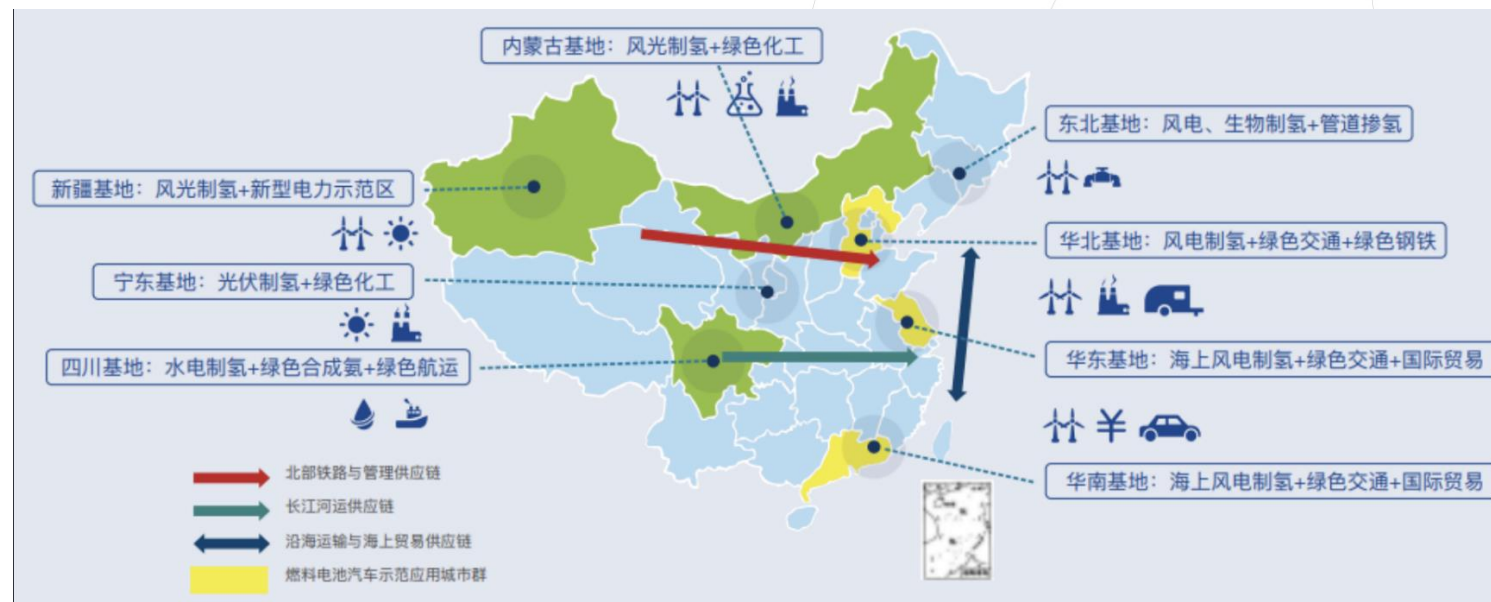 内蒙古基地：风光制氢+绿色化工
东北基地：风电、生物制氢+管道掺氢
新疆基地：风光制氢+新型电力示范区
华北基地：风电制氢+绿色交通+绿色钢铁
宁东基地：光伏制氢+绿色化工
四川基地：水电制氢+绿色合成氨+绿色航运
华东基地：海上风电制氢+绿色交通+国际贸易
华南基地：海上风电制氢+绿色交通+国际贸易
北部铁路与管理供应链
长江河运供应链
沿海运输与海上贸易供应链
燃料电池汽车示范应用城市群